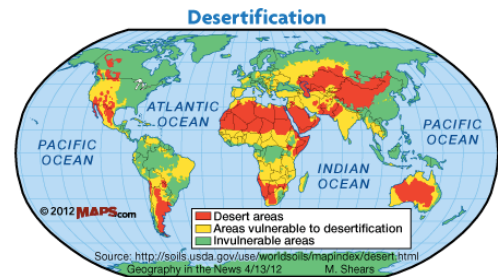 Desertification
ATLANTIC
OCEAN
PACIFIC
OCEAN
PACIFIC
OCEAN
INDIAN
OCEAN
© 2012 MAPS.com
Desert areas
Areas vulnerable to desertification
Invulnerable areas
Source: http://soils.usda.gov/use/worldsoils/mapindex/desert.html
Geography in the News 4/13/12 M. Shears